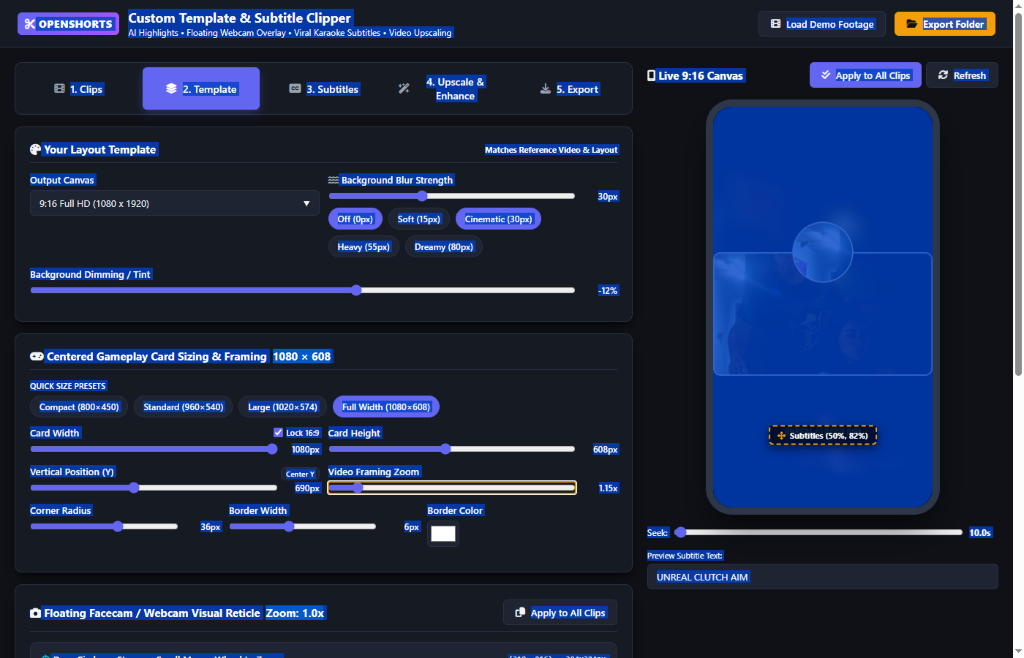 OPENSHORTS
Custom Template & Subtitle Clipper
AI Highlights • Floating Webcam Overlay • Viral Karaoke Subtitles • Video Upscaling
Load Demo Footage
Export Folder
1. Clips
2. Template
3. Subtitles
4. Upscale & Enhance
5. Export
Live 9:16 Canvas
Apply to All Clips
Refresh
Your Layout Template
Matches Reference Video & Layout
Output Canvas
9:16 Full HD (1080 x 1920)
Background Blur Strength
30px
Off (0px)
Soft (15px)
Cinematic (30px)
Heavy (55px)
Dreamy (80px)
Background Dimming / Tint
-12%
Centered Gameplay Card Sizing & Framing 1080 × 608
QUICK SIZE PRESETS
Compact (800×450)
Standard (960×540)
Large (1020×574)
Full Width (1080×608)
Card Width
Lock 16:9
1080px
Card Height
608px
Vertical Position (Y)
Center Y
690px
Video Framing Zoom
1.15x
Corner Radius
36px
Border Width
6px
Border Color
Subtitles (50%, 82%)
Seek:
10.0s
Preview Subtitle Text:
UNREAL CLUTCH AIM
Floating Facecam / Webcam Visual Reticle Zoom: 1.0x
Apply to All Clips